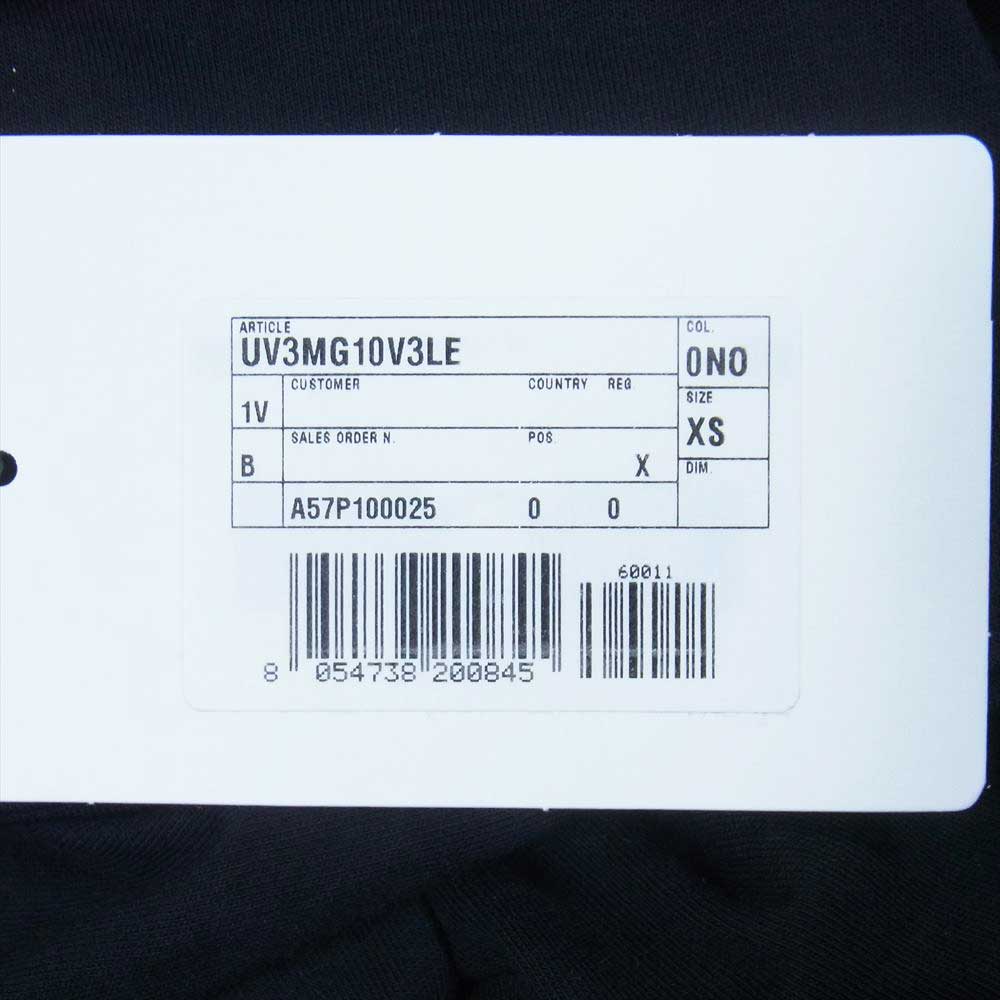 ARTICLE
UV3MG10V3LE
COL.
0NO
1V
CUSTOMER
COUNTRY REG
SIZE
XS
B
SALES ORDER N.
POS.
X
DIM.
A57P100025 0 0
60011
8 054738 200845